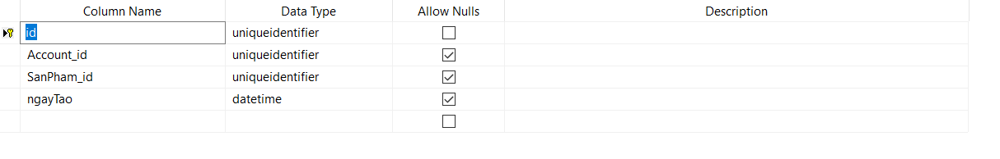 Column Name Data Type Allow Nulls Description
id uniqueidentifier
Account_id uniqueidentifier
SanPham_id uniqueidentifier
ngayTao datetime